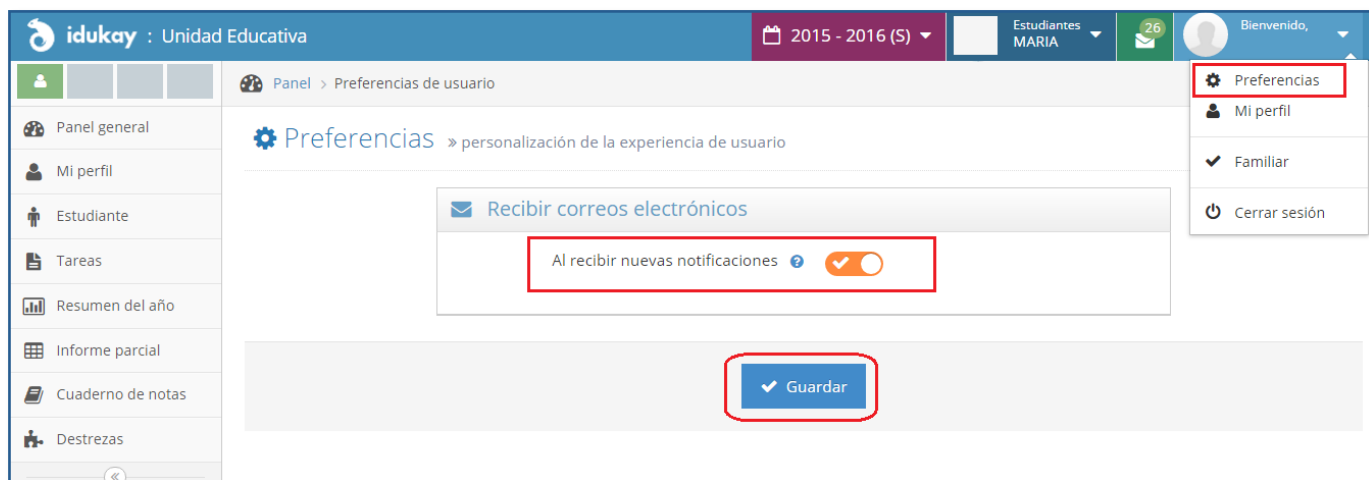 idukay : Unidad Educativa
2015 - 2016 (S)
Estudiantes
MARIA
26
Bienvenido,
Panel > Preferencias de usuario
Preferencias
Mi perfil
Familiar
Cerrar sesión
Panel general
Mi perfil
Estudiante
Tareas
Resumen del año
Informe parcial
Cuaderno de notas
Destrezas
Preferencias » personalización de la experiencia de usuario
Recibir correos electrónicos
Al recibir nuevas notificaciones ?
Guardar